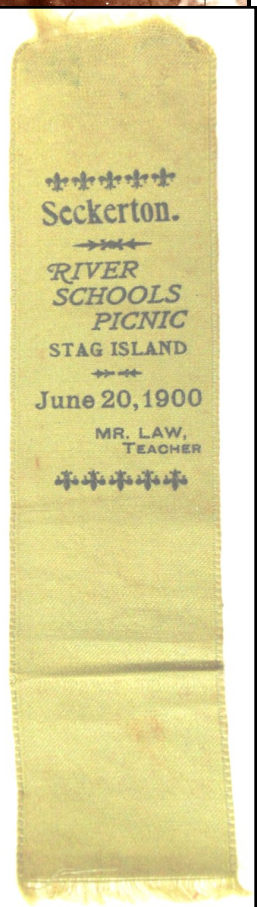 Seckerton.
RIVER
SCHOOLS
PICNIC
STAG ISLAND
June 20, 1900
MR. LAW,
TEACHER